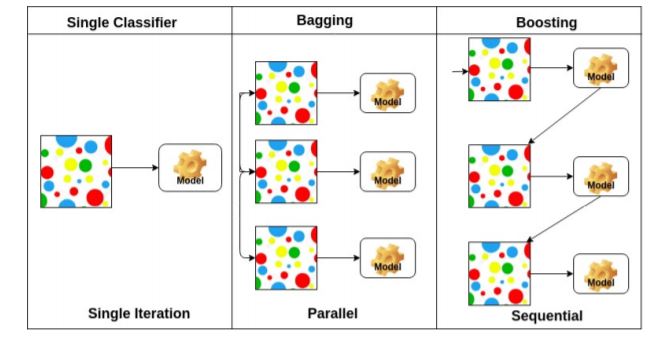 Single Classifier
Bagging
Boosting
Model
Model
Model
Model
Model
Model
Model
Single Iteration
Parallel
Sequential